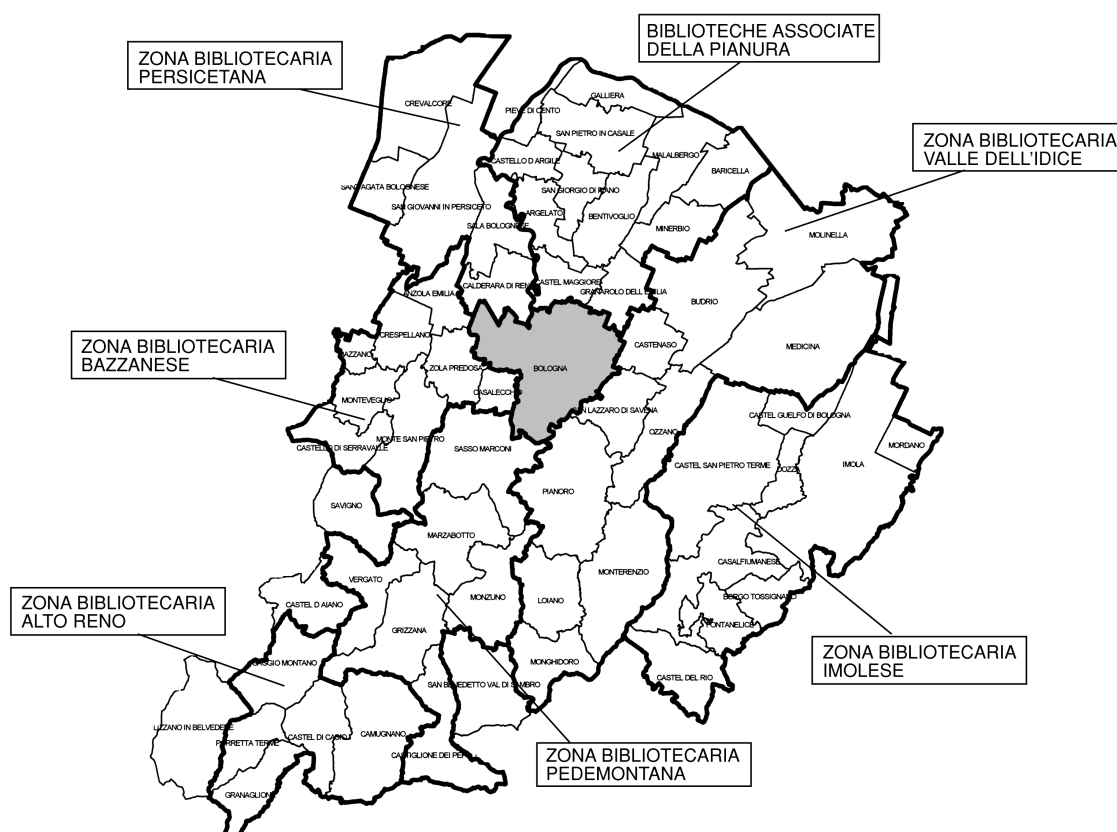 BIBLIOTECHE ASSOCIATE
DELLA PIANURA
ZONA BIBLIOTECARIA
PERSICETANA
ZONA BIBLIOTECARIA
VALLE DELL'IDICE
ZONA BIBLIOTECARIA
BAZZANESE
ZONA BIBLIOTECARIA
ALTO RENO
ZONA BIBLIOTECARIA
IMOLESE
ZONA BIBLIOTECARIA
PEDEMONTANA
GALLIERA
CREVALCORE
PIEVE DI CENTO
SAN PIETRO IN CASALE
MALALBERGO
CASTELLO D ARGILE
BARICELLA
SANT AGATA BOLOGNESE
SAN GIORGIO DI PIANO
SAN GIOVANNI IN PERSICETO
ARGELATO
BENTIVOGLIO
SALA BOLOGNESE
MINERBIO
MOLINELLA
CASTEL MAGGIORE
CALDERARA DI RENO
GRANAROLO DELL EMILIA
ANZOLA EMILIA
BUDRIO
CRESPELLANO
CASTENASO
MEDICINA
BAZZANO
ZOLA PREDOSA
BOLOGNA
CASALECCHIO
MONTEVEGLIO
SAN LAZZARO DI SAVENA
CASTEL GUELFO DI BOLOGNA
OZZANO
MONTE SAN PIETRO
CASTELLO DI SERRAVALLE
SASSO MARCONI
MORDANO
CASTEL SAN PIETRO TERME
DOZZA
IMOLA
PIANORO
SAVIGNO
MARZABOTTO
CASALFIUMANESE
MONTERENZIO
VERGATO
MONZUNO
LOIANO
BORGO TOSSIGNANO
CASTEL D AIANO
GRIZZANA
FONTANELICE
GAGGIO MONTANO
MONGHIDORO
CASTEL DEL RIO
SAN BENEDETTO VAL DI SAMBRO
LIZZANO IN BELVEDERE
CAMUGNANO
CASTEL DI CASIO
PORRETTA TERME
CASTIGLIONE DEI PEPOLI
GRANAGLIONE